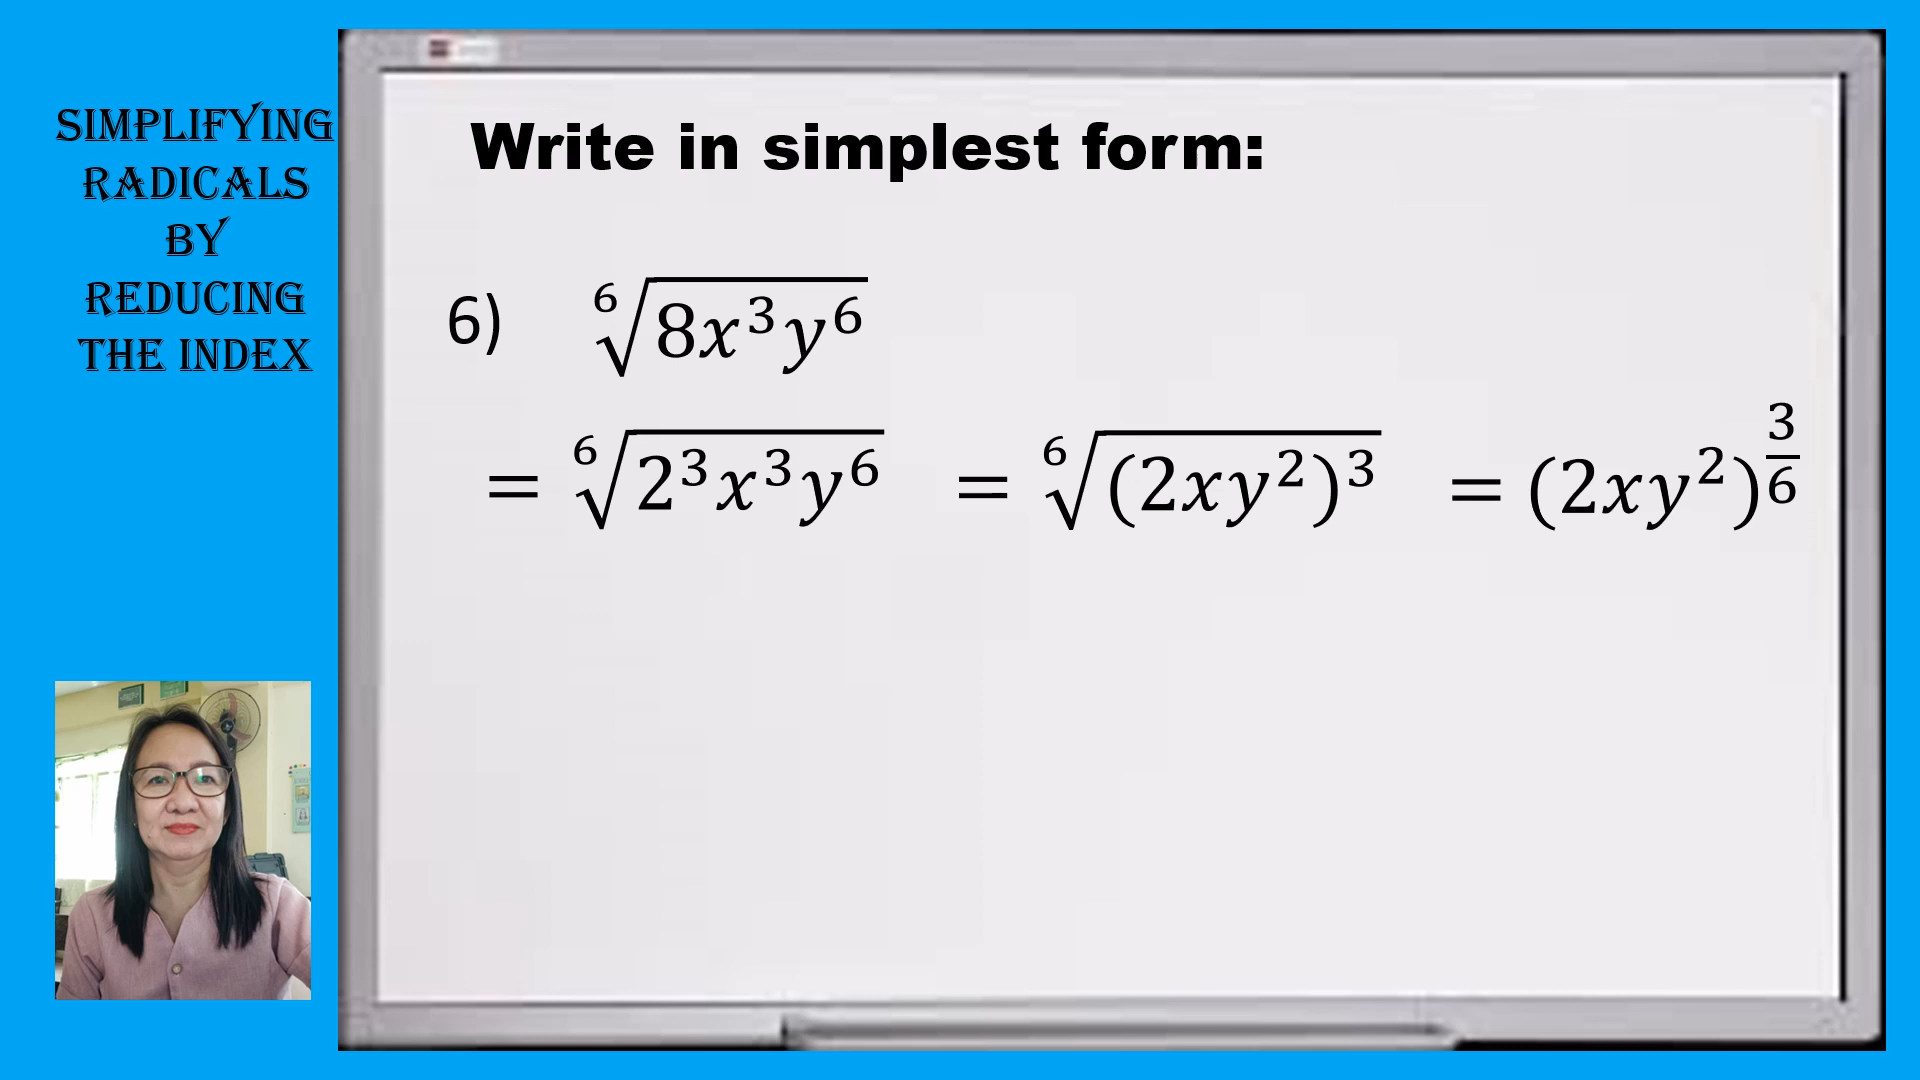 SIMPLIFYING
RADICALS
BY
REDUCING
THE INDEX
Write in simplest form:
6) ⁶√(8x³y⁶)
= ⁶√(2³x³y⁶) = ⁶√((2xy²)³) = (2xy²)^(3/6)